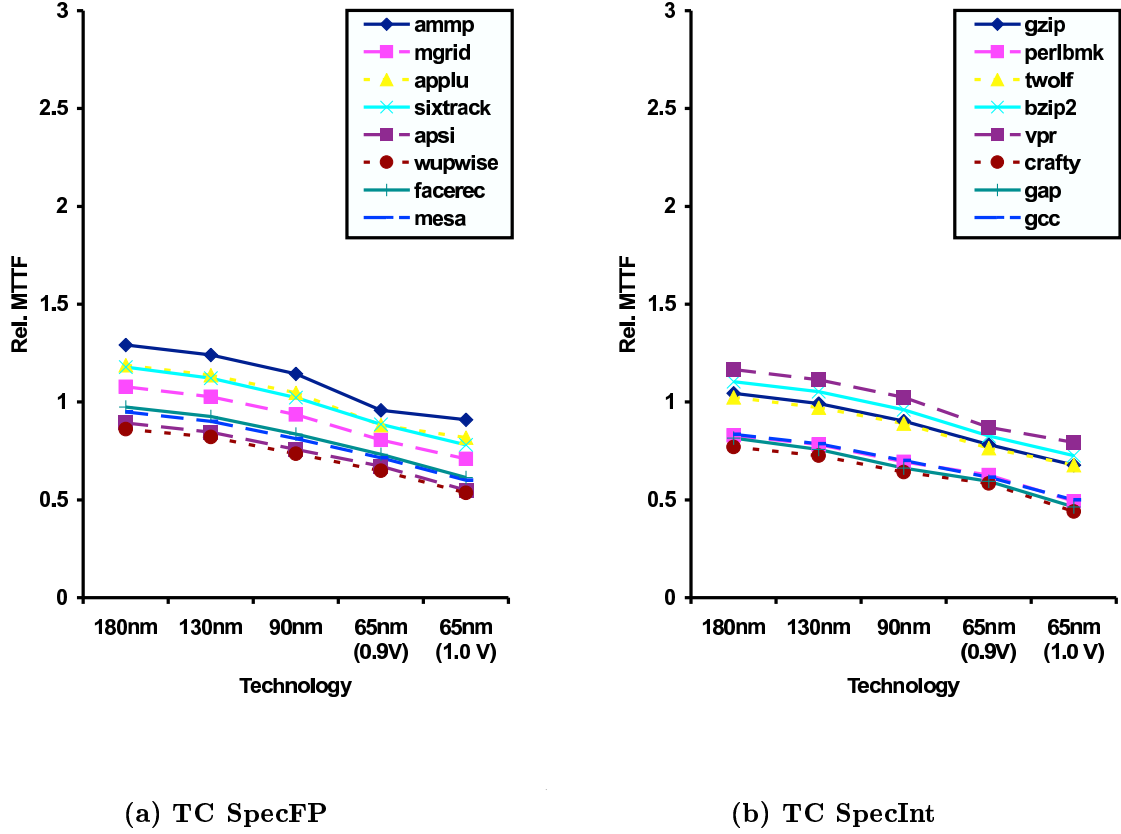 3
2.5
2
1.5
1
0.5
0
Rel. MTTF
ammp
mgrid
applu
sixtrack
apsi
wupwise
facerec
mesa
180nm 130nm 90nm 65nm 65nm
(0.9V) (1.0 V)
Technology
(a) TC SpecFP
3
2.5
2
1.5
1
0.5
0
Rel. MTTF
gzip
perlbmk
twolf
bzip2
vpr
crafty
gap
gcc
180nm 130nm 90nm 65nm 65nm
(0.9V) (1.0 V)
Technology
(b) TC SpecInt